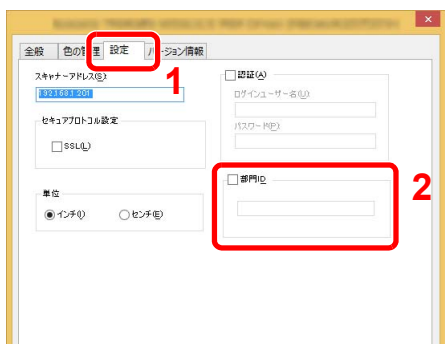 全般 色の管理 設定 バージョン情報
1
スキャナーアドレス(S):
192.168.1.201
セキュアプロトコル設定
SSL(L)
単位
インチ(I) センチ(E)
認証(A)
ログインユーザー名(U):
パスワード(P):
部門ID
2